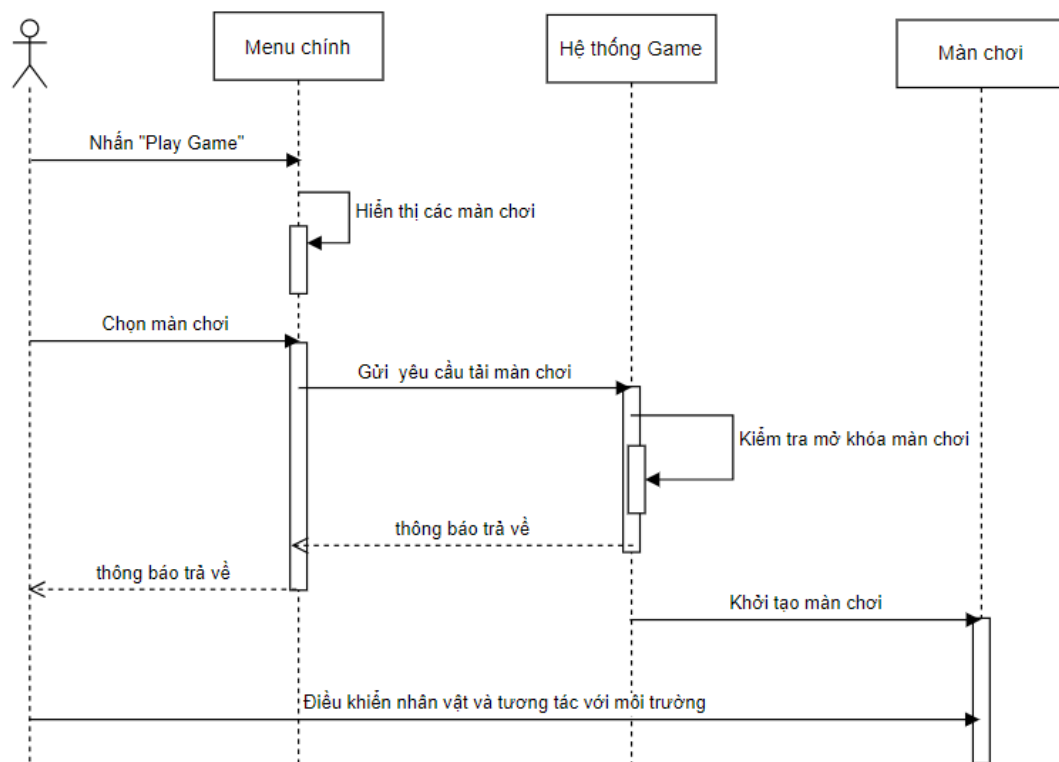 Menu chính
Hệ thống Game
Màn chơi
Nhấn "Play Game"
Hiển thị các màn chơi
Chọn màn chơi
Gửi yêu cầu tải màn chơi
Kiểm tra mở khóa màn chơi
thông báo trả về
thông báo trả về
Khởi tạo màn chơi
Điều khiển nhân vật và tương tác với môi trường